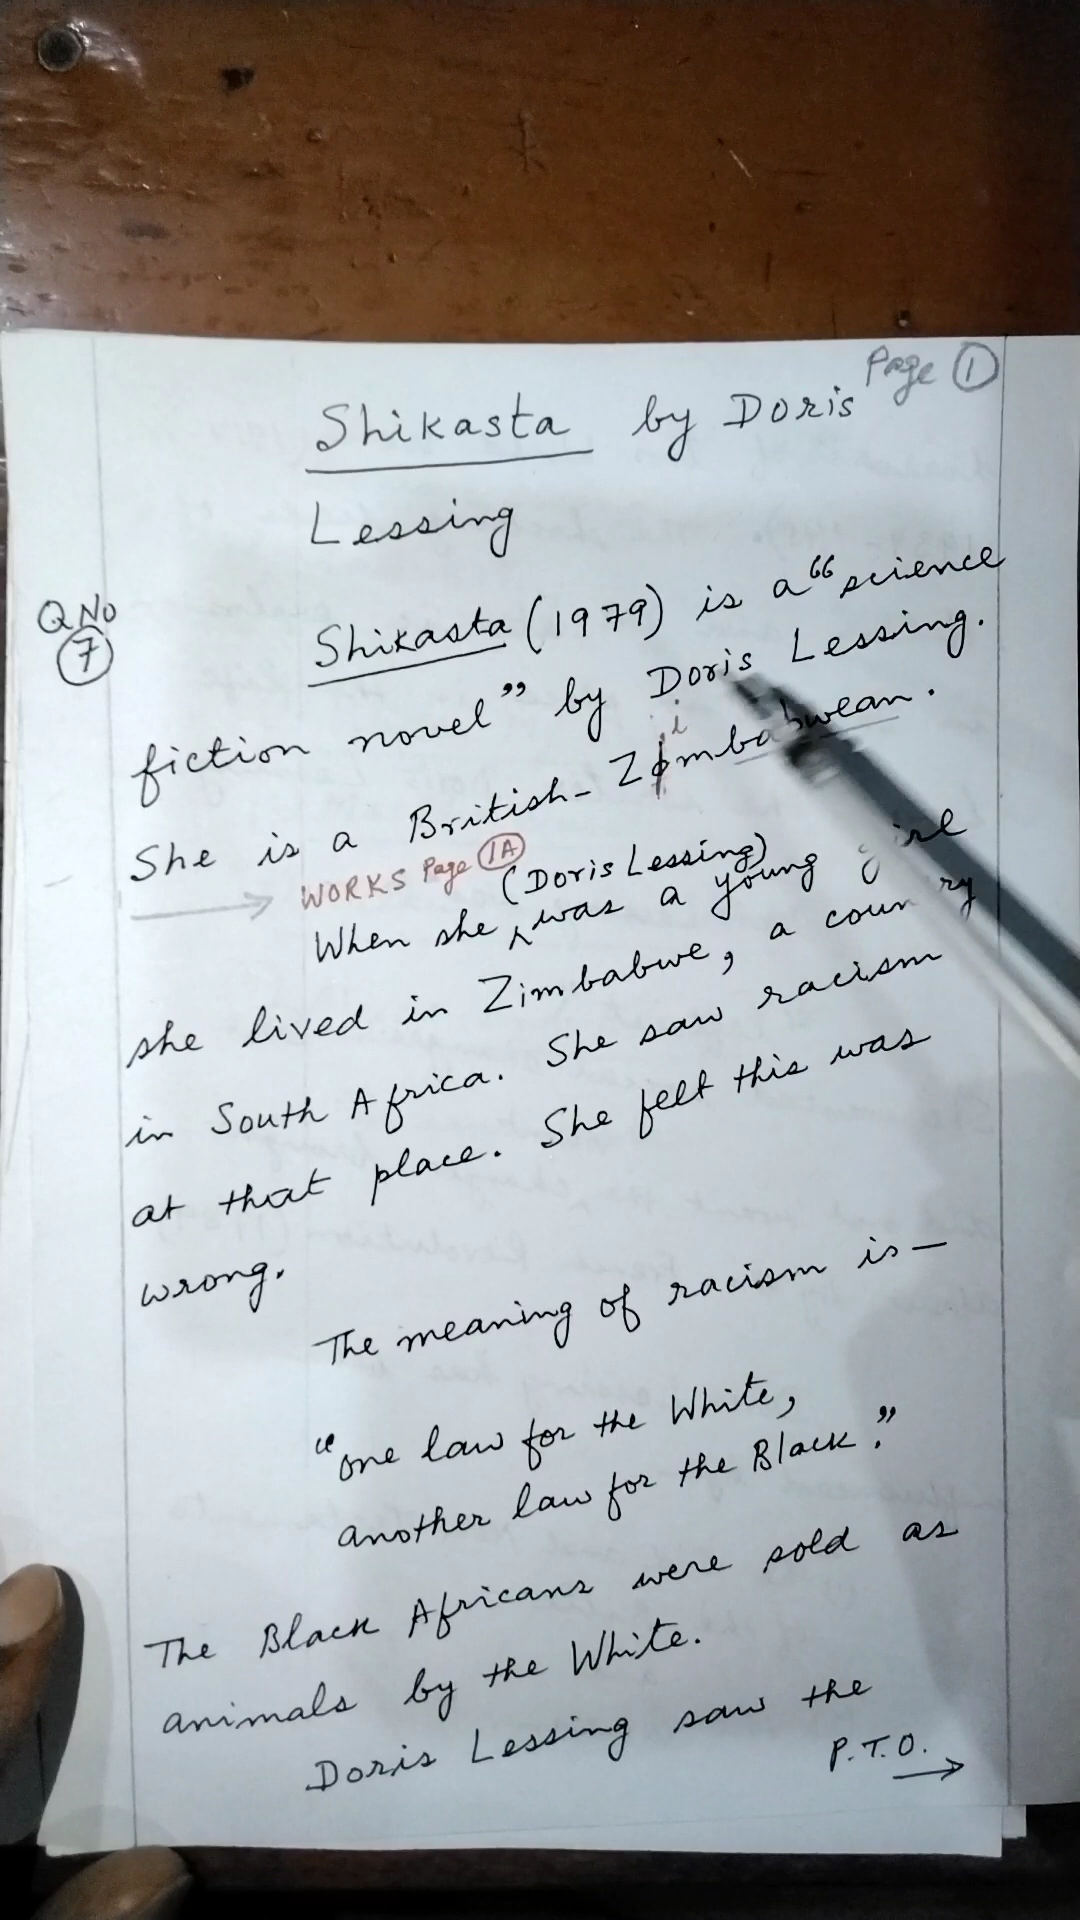 Page 1
Shikasta by Doris
Lessing
Q No
7
Shikasta (1979) is a "science
fiction novel" by Doris Lessing.
She is a British- Zimbabwean.
WORKS Page 1A
(Doris Lessing)
When she ^ was a young girl
she lived in Zimbabwe, a country
in South Africa. She saw racism
at that place. She felt this was
wrong.
The meaning of racism is—
"one law for the White,
another law for the Black."
The Black Africans were sold as
animals by the White.
Doris Lessing saw the
P.T.O.